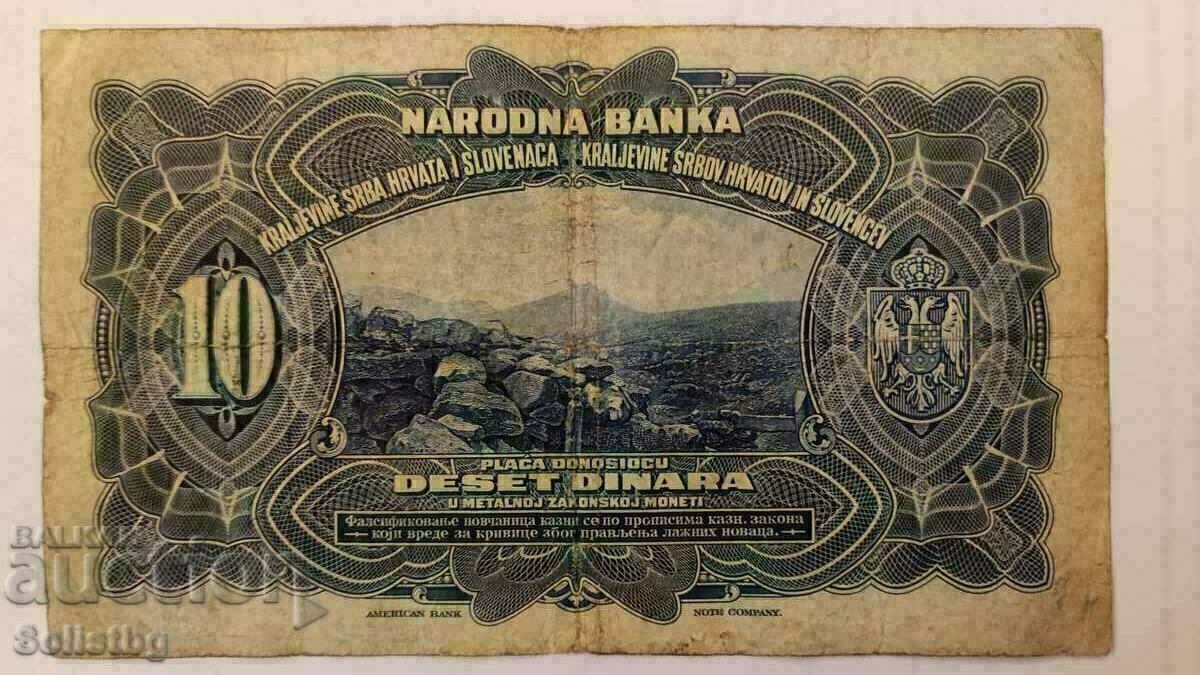 NARODNA BANKA
KRALJEVINE SRBA, HRVATA I SLOVENACA KRALJEVINE SRBOV, HRVATOV IN SLOVENCEV
10
PLAĆA DONOSIOCU
DESET DINARA
U METALNOJ ZAKONSKOJ MONETI
Фалсификовање новчаница казни се по прописима казн. закона
који вреде за кривице због прављења лажних новаца.
AMERICAN BANK NOTE COMPANY.
BALKAN
auction
Solistbg